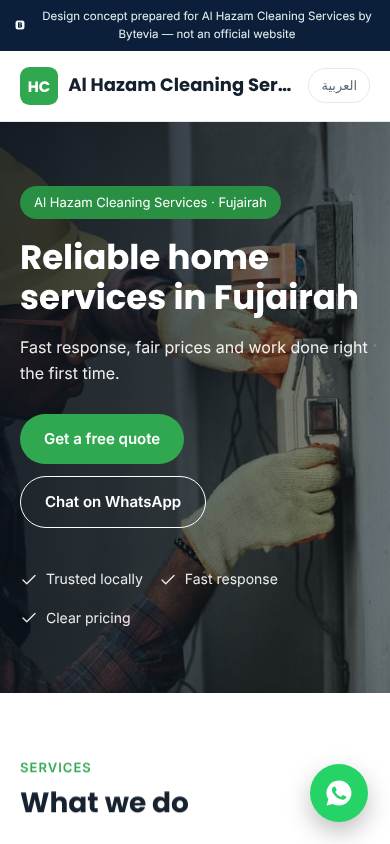 B
Design concept prepared for Al Hazam Cleaning Services by
Bytevia — not an official website
HC
Al Hazam Cleaning Ser...
العربية
Al Hazam Cleaning Services · Fujairah
Reliable home
services in Fujairah
Fast response, fair prices and work done right
the first time.
Get a free quote
Chat on WhatsApp
Trusted locally
Fast response
Clear pricing
SERVICES
What we do